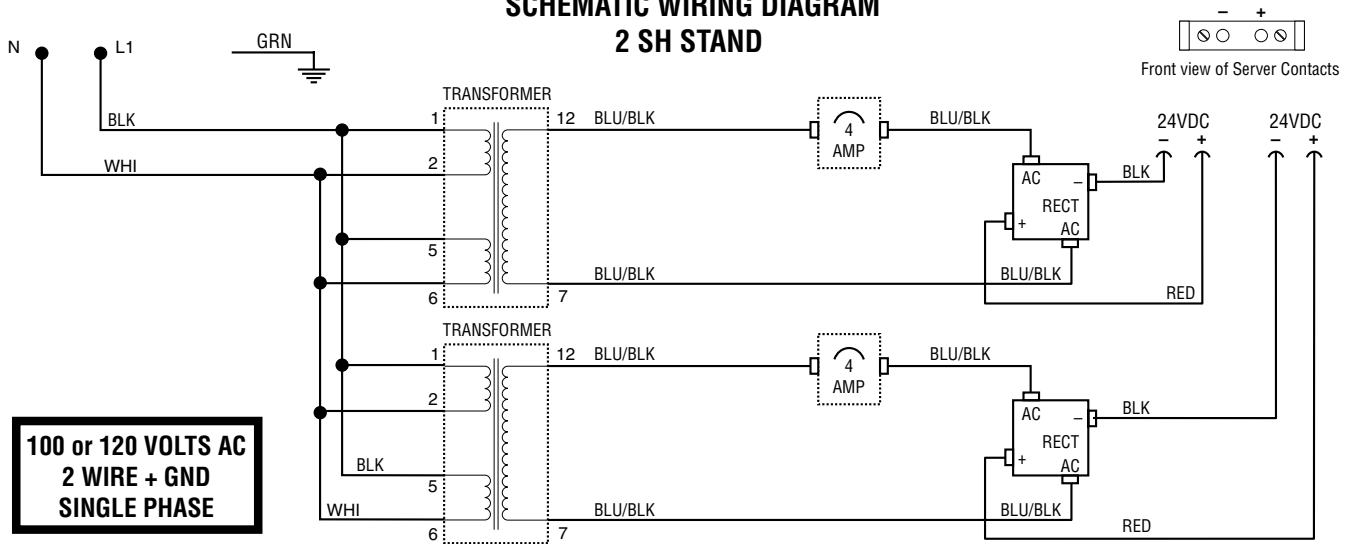 SCHEMATIC WIRING DIAGRAM
2 SH STAND
– +
Front view of Server Contacts
N
L1
GRN
BLK
WHI
TRANSFORMER
1
2
5
6
12
7
BLU/BLK
4
AMP
BLU/BLK
AC
–
RECT
+
AC
BLK
BLU/BLK
BLU/BLK
RED
24VDC
– +
24VDC
– +
TRANSFORMER
1
2
5
6
12
7
BLK
WHI
BLU/BLK
4
AMP
BLU/BLK
AC
–
RECT
+
AC
BLK
BLU/BLK
BLU/BLK
RED
100 or 120 VOLTS AC
2 WIRE + GND
SINGLE PHASE